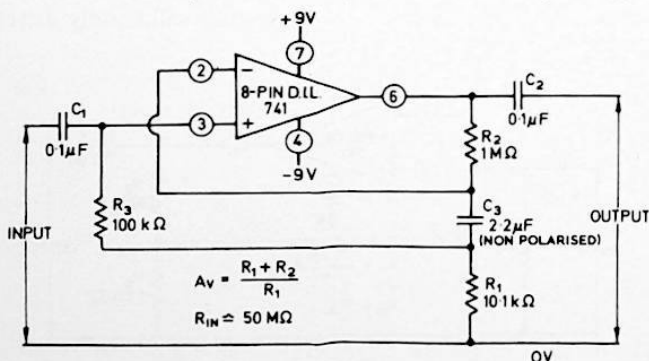 +9V
7
2
−
8-PIN D.I.L.
741
6
C2
0·1µF
C1
0·1µF
3
+
4
−9V
R2
1MΩ
C3
2·2µF
(NON POLARISED)
R3
100 kΩ
INPUT
OUTPUT
AV = R1 + R2
R1
RIN ≏ 50 MΩ
R1
10·1kΩ
OV